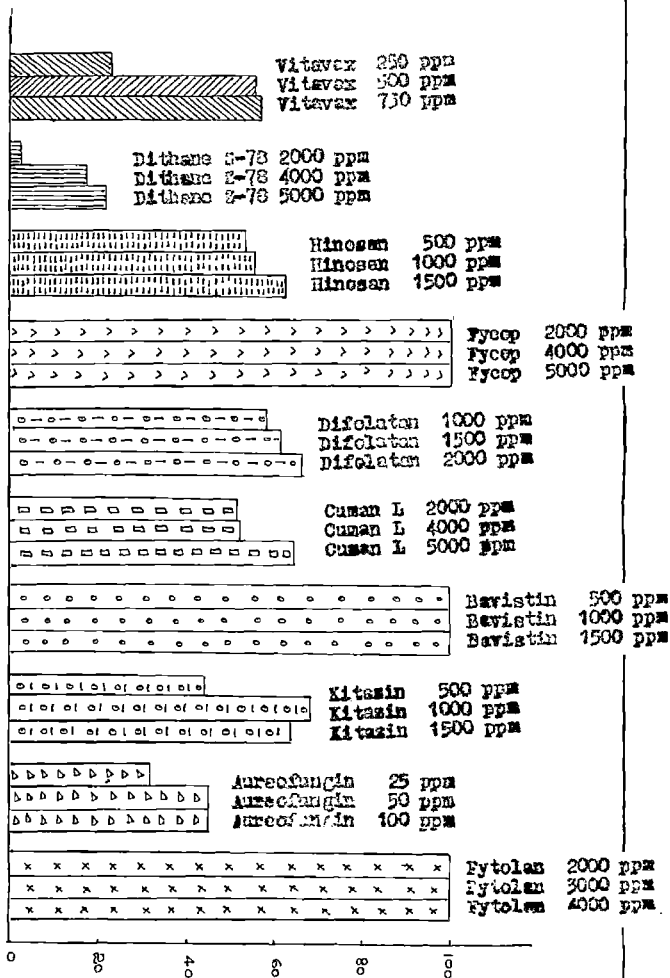 Vitavax 250 ppm
Vitavax 500 ppm
Vitavax 750 ppm
Dithane Z-78 2000 ppm
Dithane Z-78 4000 ppm
Dithane Z-78 5000 ppm
Hinosan 500 ppm
Hinosan 1000 ppm
Hinosan 1500 ppm
Fycop 2000 ppm
Fycop 4000 ppm
Fycop 5000 ppm
Difolatan 1000 ppm
Difolatan 1500 ppm
Difolatan 2000 ppm
Cuman L 2000 ppm
Cuman L 4000 ppm
Cuman L 5000 ppm
Bavistin 500 ppm
Bavistin 1000 ppm
Bavistin 1500 ppm
Kitazin 500 ppm
Kitazin 1000 ppm
Kitazin 1500 ppm
Aureofungin 25 ppm
Aureofungin 50 ppm
Aureofungin 100 ppm
Fytolan 2000 ppm
Fytolan 3000 ppm
Fytolan 4000 ppm
0 20 40 60 80 100